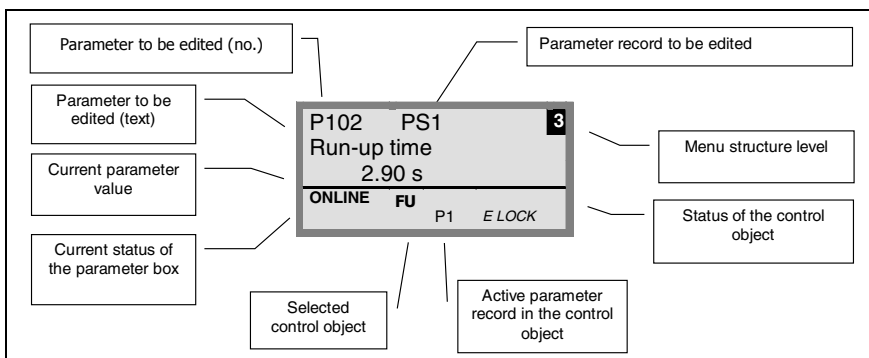 Parameter to be edited (no.)
Parameter record to be edited
Parameter to be
edited (text)
P102 PS1 3
Run-up time
2.90 s
Menu structure level
Current parameter
value
ONLINE FU
P1 E LOCK
Status of the control
object
Current status of
the parameter box
Selected
control object
Active parameter
record in the control
object